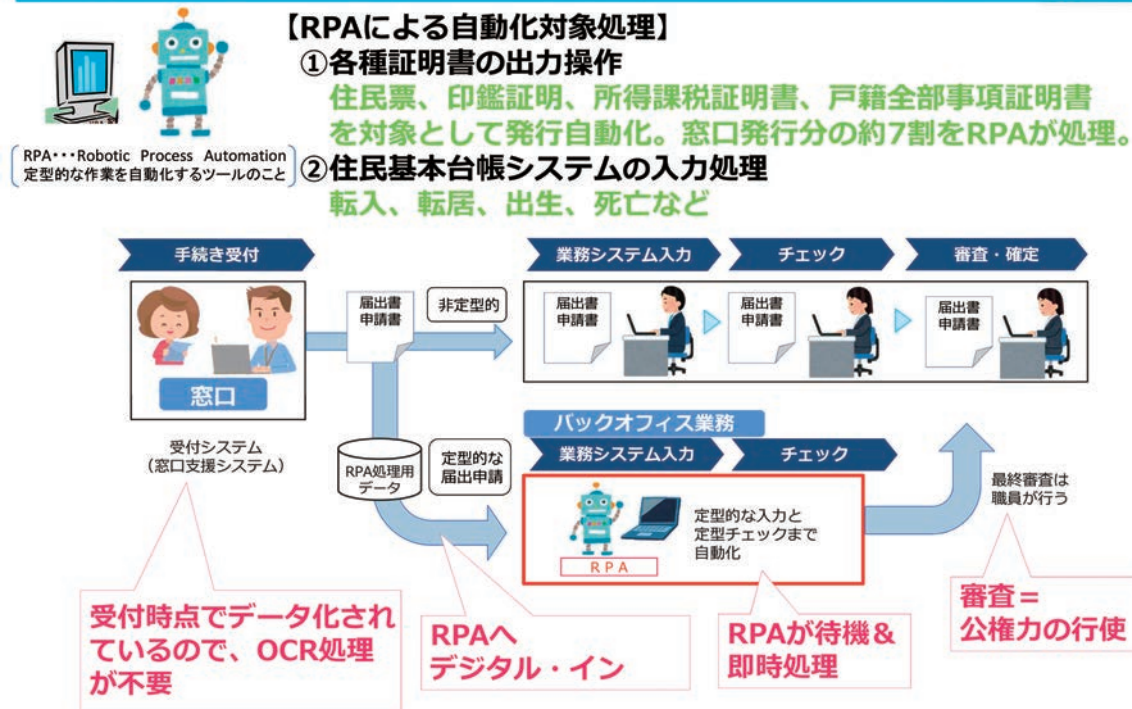 【RPAによる自動化対象処理】
①各種証明書の出力操作
住民票、印鑑証明、所得課税証明書、戸籍全部事項証明書
を対象として発行自動化。窓口発行分の約7割をRPAが処理。
RPA・・・Robotic Process Automation
定型的な作業を自動化するツールのこと
②住民基本台帳システムの入力処理
転入、転居、出生、死亡など
手続き受付
業務システム入力
チェック
審査・確定
届出書
申請書
非定型的
届出書
申請書
届出書
申請書
届出書
申請書
窓口
バックオフィス業務
受付システム
（窓口支援システム）
RPA処理用
データ
定型的な
届出申請
業務システム入力
チェック
定型的な入力と
定型チェックまで
自動化
RPA
最終審査は
職員が行う
受付時点でデータ化され
ているので、OCR処理
が不要
RPAへ
デジタル・イン
RPAが待機&
即時処理
審査＝
公権力の行使